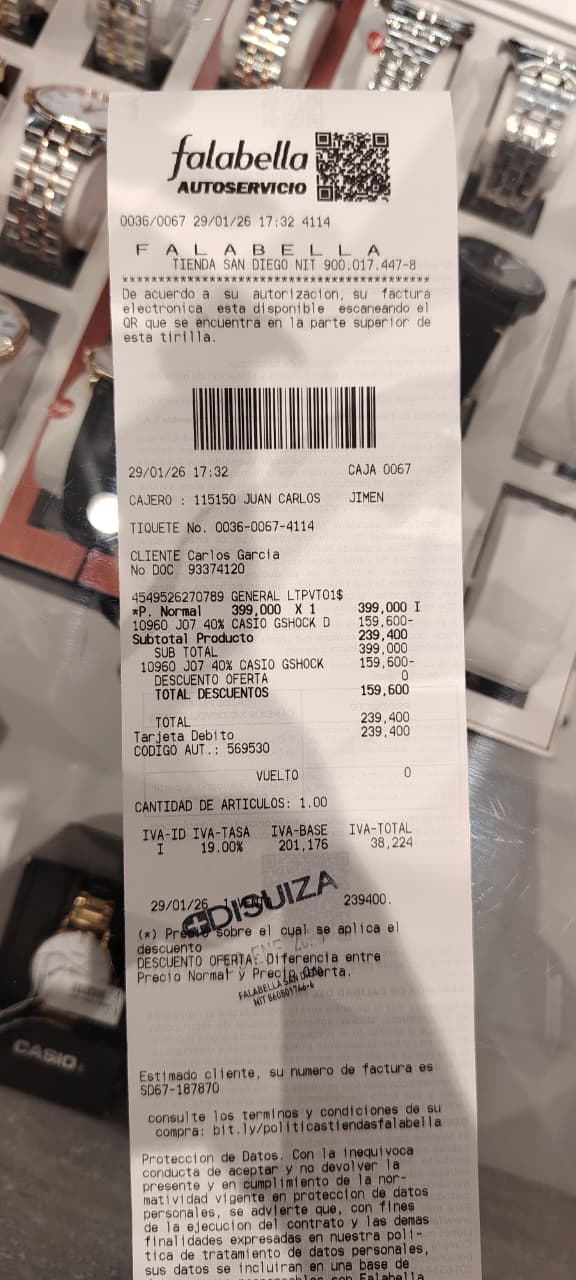 falabella
AUTOSERVICIO
0036/0067 29/01/26 17:32 4114
F A L A B E L L A
TIENDA SAN DIEGO NIT 900.017.447-8
******************************************
De acuerdo a su autorizacion, su factura
electronica esta disponible escaneando el
QR que se encuentra en la parte superior de
esta tirilla.
29/01/26 17:32 CAJA 0067
CAJERO : 115150 JUAN CARLOS JIMEN
TIQUETE No. 0036-0067-4114
CLIENTE Carlos Garcia
No DOC 93374120
4549526270789 GENERAL LTPVT01$
*P. Normal 399,000 X 1 399,000 I
10960 J07 40% CASIO GSHOCK D 159,600-
Subtotal Producto 239,400
SUB TOTAL 399,000
10960 J07 40% CASIO GSHOCK 159,600-
DESCUENTO OFERTA 0
TOTAL DESCUENTOS 159,600
TOTAL 239,400
Tarjeta Debito 239,400
CODIGO AUT.: 569530
VUELTO 0
CANTIDAD DE ARTICULOS: 1.00
IVA-ID IVA-TASA IVA-BASE IVA-TOTAL
I 19.00% 201,176 38,224
29/01/26 239400.
DISUIZA
(*) Precio sobre el cual se aplica el
descuento
DESCUENTO OFERTA: Diferencia entre
Precio Normal y Precio Oferta.
FALABELLA SAN DIEGO
NIT 860501766-6
Estimado cliente, su numero de factura es
SD67-187870
consulte los terminos y condiciones de su
compra: bit.ly/politicastiendasfalabella
Proteccion de Datos. Con la inequivoca
conducta de aceptar y no devolver la
presente y en cumplimiento de la nor-
matividad vigente en proteccion de datos
personales, se advierte que, con fines
de la ejecucion del contrato y las demas
finalidades expresadas en nuestra poli-
tica de tratamiento de datos personales,
sus datos se incluiran en una base de
con Falabella
CASIO